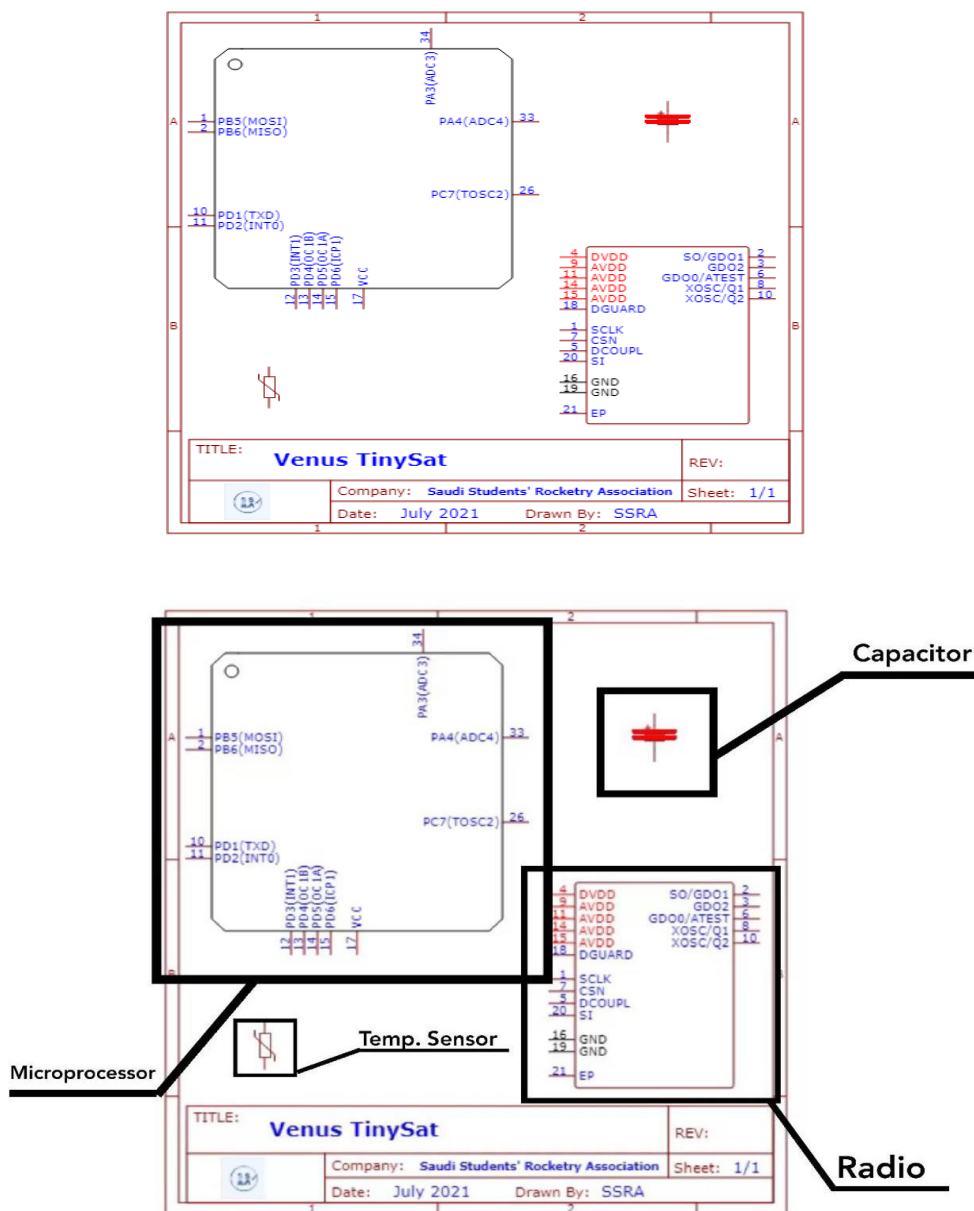 1 2
34
PA3(ADC3)
A A
1 PB5(MOSI) PA4(ADC4) 33
2 PB6(MISO)
PC7(TOSC2) 26
10 PD1(TXD)
11 PD2(INT0)
PD3(INT1) PD4(OC1B) PD5(OC1A) PD6(ICP1) VCC
12 13 14 15 17
4 DVDD SO/GDO1 2
9 AVDD GDO2 3
11 AVDD GDO0/ATEST 6
14 AVDD XOSC/Q1 8
15 AVDD XOSC/Q2 10
18 DGUARD
B B
1 SCLK
7 CSN
5 DCOUPL
20 SI
16 GND
19 GND
21 EP
TITLE: Venus TinySat REV:
Company: Saudi Students' Rocketry Association Sheet: 1/1
Date: July 2021 Drawn By: SSRA
1 2
1 2
34
PA3(ADC3)
Capacitor
A A
1 PB5(MOSI) PA4(ADC4) 33
2 PB6(MISO)
PC7(TOSC2) 26
10 PD1(TXD)
11 PD2(INT0)
PD3(INT1) PD4(OC1B) PD5(OC1A) PD6(ICP1) VCC
12 13 14 15 17
4 DVDD SO/GDO1 2
9 AVDD GDO2 3
11 AVDD GDO0/ATEST 6
14 AVDD XOSC/Q1 8
15 AVDD XOSC/Q2 10
18 DGUARD
B
1 SCLK
7 CSN
5 DCOUPL
20 SI
16 GND
19 GND
21 EP
Temp. Sensor
Microprocessor
Radio
TITLE: Venus TinySat REV:
Company: Saudi Students' Rocketry Association Sheet: 1/1
Date: July 2021 Drawn By: SSRA
1 2